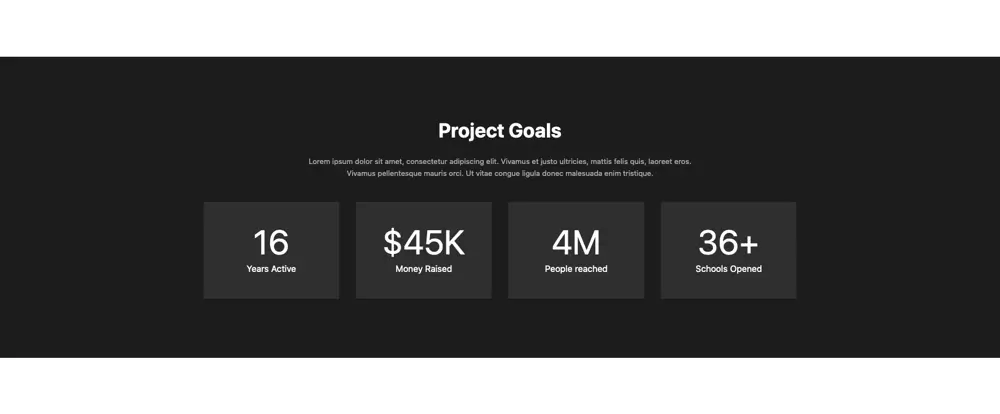 Project Goals
Lorem ipsum dolor sit amet, consectetur adipiscing elit. Vivamus et justo ultricies, mattis felis quis, laoreet eros.
Vivamus pellentesque mauris orci. Ut vitae congue ligula donec malesuada enim tristique.
16
Years Active
$45K
Money Raised
4M
People reached
36+
Schools Opened